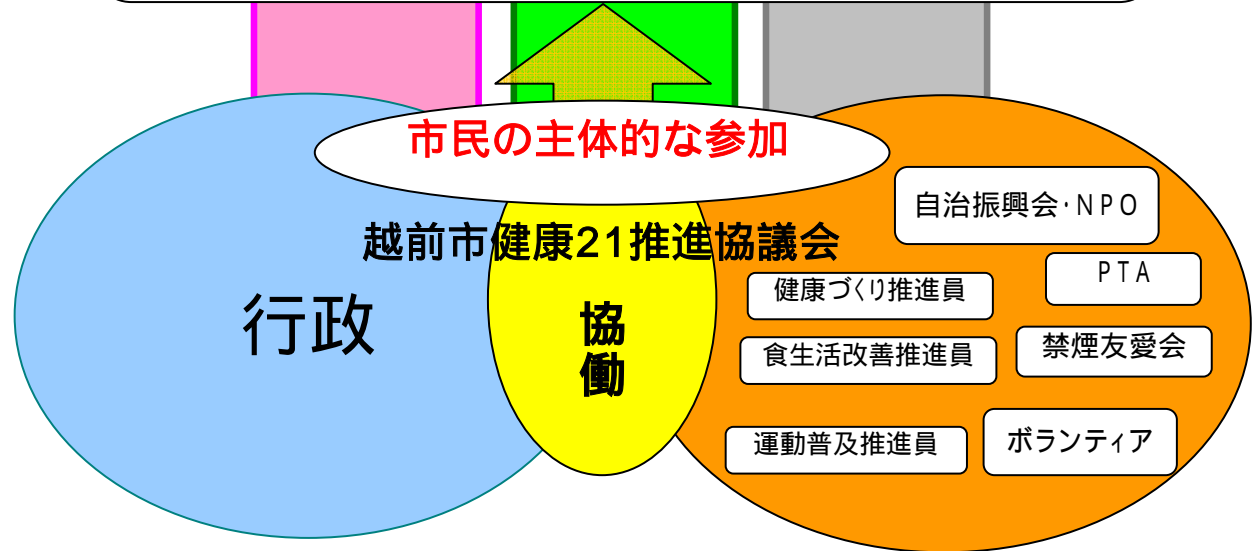 市民の主体的な参加
自治振興会・NPO
越前市健康21推進協議会
PTA
健康づくり推進員
行政
協働
禁煙友愛会
食生活改善推進員
運動普及推進員
ボランティア